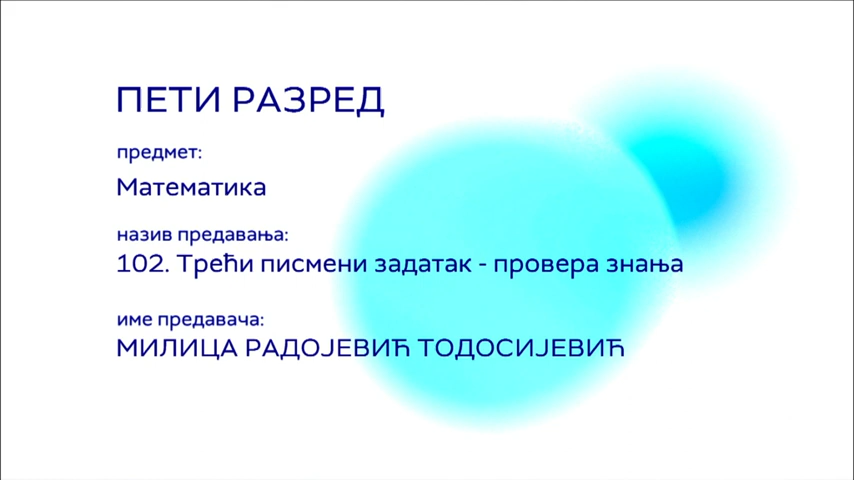 ПЕТИ РАЗРЕД
предмет:
Математика
назив предавања:
102. Трећи писмени задатак - провера знања
име предавача:
МИЛИЦА РАДОЈЕВИЋ ТОДОСИЈЕВИЋ